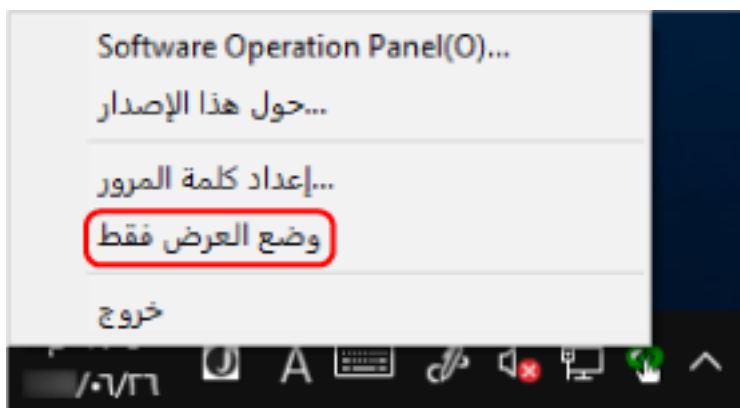 Software Operation Panel(O)...
حول هذا الإصدار...
إعداد كلمة المرور...
وضع العرض فقط
خروج
A
/٠٦/٢٦